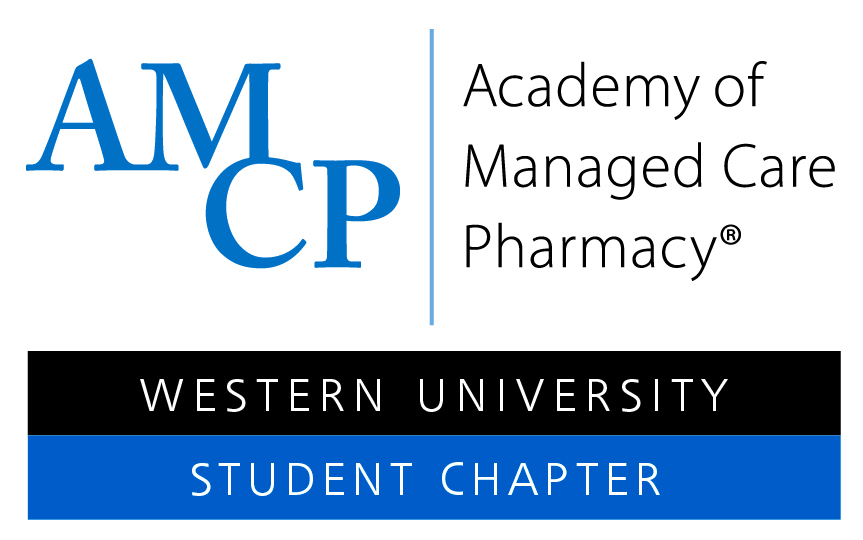 AM
CP
Academy of
Managed Care
Pharmacy®
WESTERN UNIVERSITY
STUDENT CHAPTER